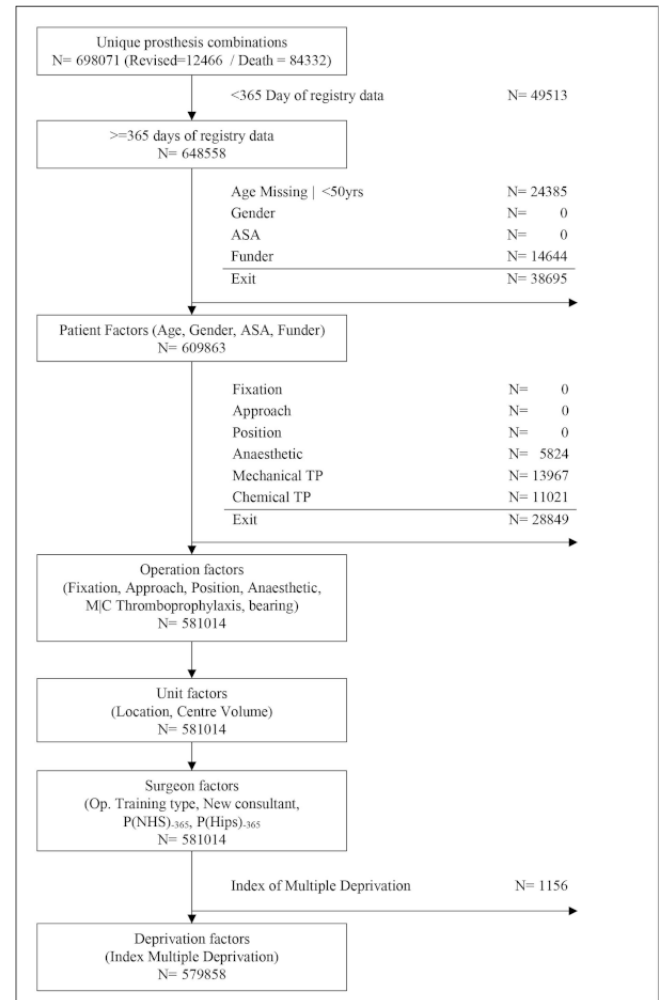 Unique prosthesis combinations
N= 698071 (Revised=12466 / Death = 84332)
<365 Day of registry data N= 49513
>=365 days of registry data
N= 648558
Age Missing | <50yrs N= 24385
Gender N= 0
ASA N= 0
Funder N= 14644
Exit N= 38695
Patient Factors (Age, Gender, ASA, Funder)
N= 609863
Fixation N= 0
Approach N= 0
Position N= 0
Anaesthetic N= 5824
Mechanical TP N= 13967
Chemical TP N= 11021
Exit N= 28849
Operation factors
(Fixation, Approach, Position, Anaesthetic,
M|C Thromboprophylaxis, bearing)
N= 581014
Unit factors
(Location, Centre Volume)
N= 581014
Surgeon factors
(Op. Training type, New consultant,
P(NHS)-365, P(Hips)-365
N= 581014
Index of Multiple Deprivation N= 1156
Deprivation factors
(Index Multiple Deprivation)
N= 579858